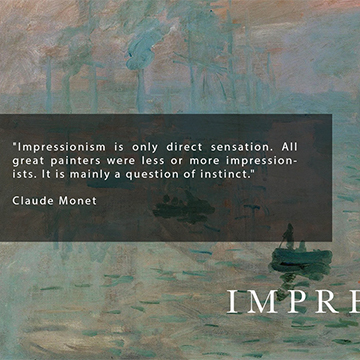 "Impressionism is only direct sensation. All
great painters were less or more impression-
ists. It is mainly a question of instinct."
Claude Monet
IMPRE